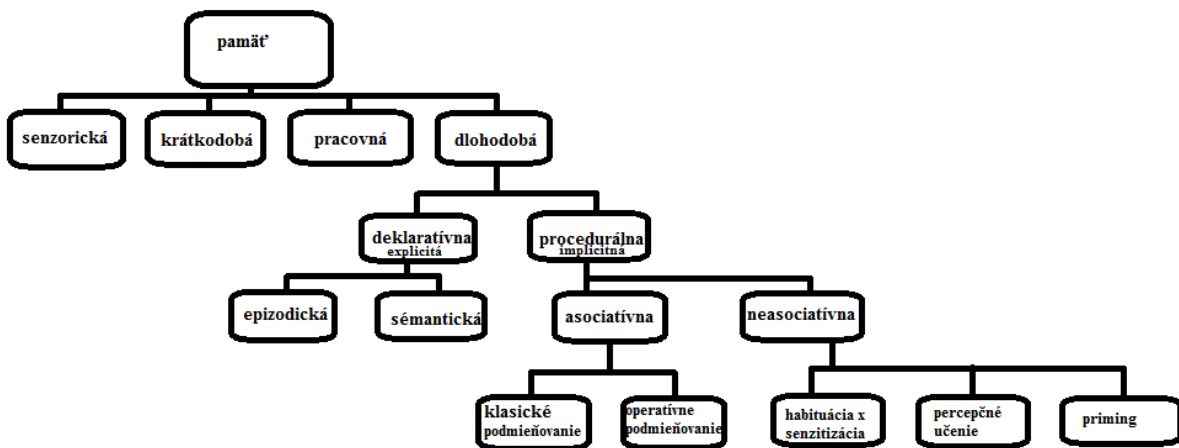 pamäť
senzorická
krátkodobá
pracovná
dlohodobá
deklaratívna
explicitá
procedurálna
implicitná
epizodická
sémantická
asociatívna
neasociatívna
klasické
podmieňovanie
operatívne
podmieňovanie
habituácia x
senzitizácia
percepčné
učenie
priming